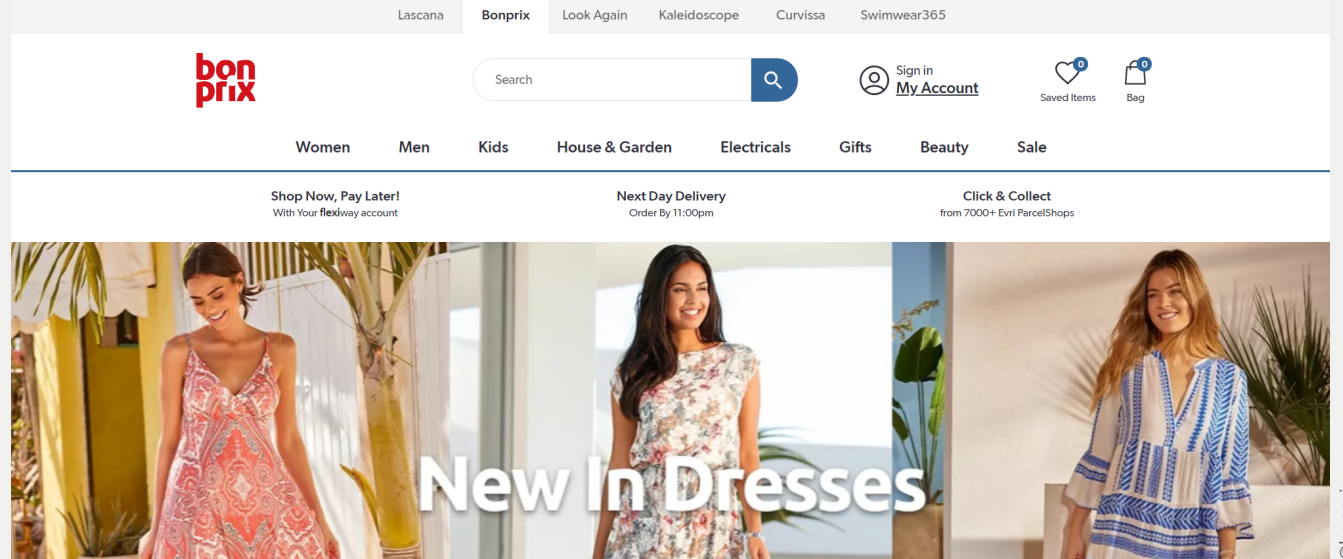 Lascana Bonprix Look Again Kaleidoscope Curvissa Swimwear365
bon
prix
Search
Sign in
My Account
0
Saved Items
0
Bag
Women Men Kids House & Garden Electricals Gifts Beauty Sale
Shop Now, Pay Later!
With Your flexiway account
Next Day Delivery
Order By 11:00pm
Click & Collect
from 7000+ Evri ParcelShops
New In Dresses